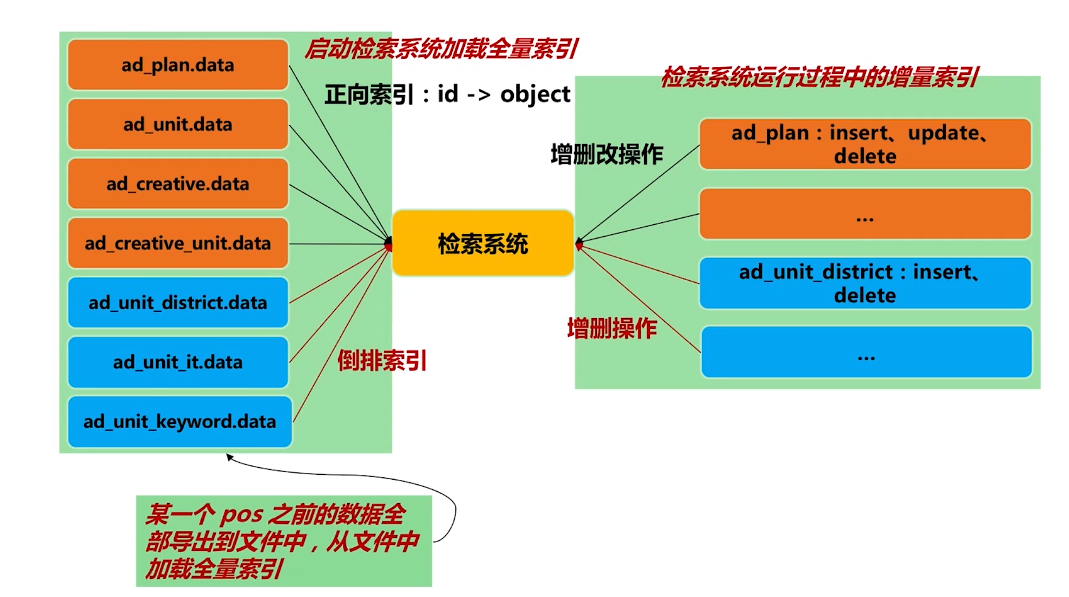 启动检索系统加载全量索引
正向索引：id -> object
ad_plan.data
ad_unit.data
ad_creative.data
ad_creative_unit.data
ad_unit_district.data
ad_unit_it.data
ad_unit_keyword.data
倒排索引
检索系统
检索系统运行过程中的增量索引
增删改操作
ad_plan：insert、update、
delete
...
ad_unit_district：insert、
delete
增删操作
...
某一个 pos 之前的数据全
部导出到文件中，从文件中
加载全量索引